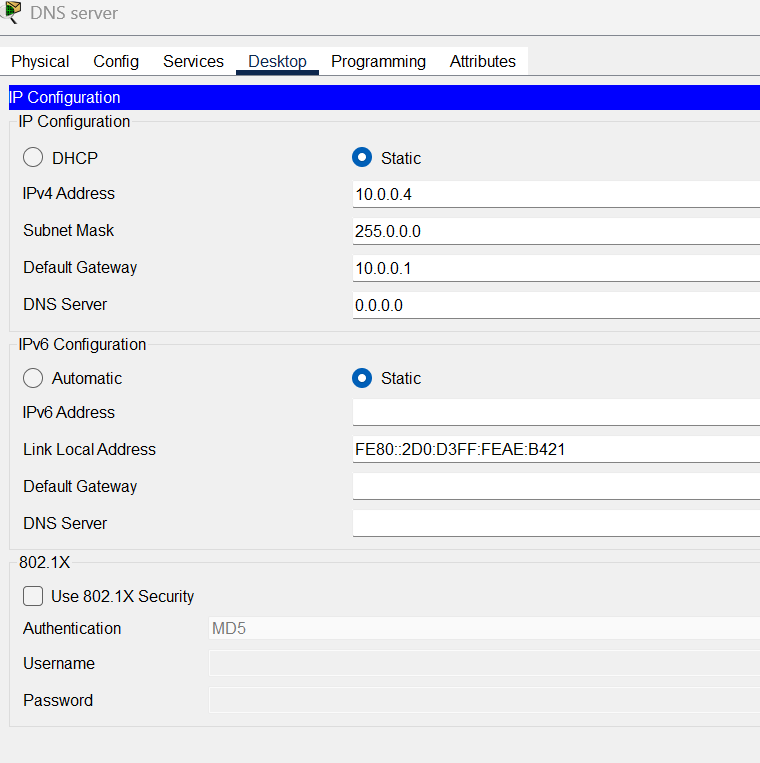 DNS server
Physical Config Services Desktop Programming Attributes
IP Configuration
IP Configuration
DHCP Static
IPv4 Address 10.0.0.4
Subnet Mask 255.0.0.0
Default Gateway 10.0.0.1
DNS Server 0.0.0.0
IPv6 Configuration
Automatic Static
IPv6 Address
Link Local Address FE80::2D0:D3FF:FEAE:B421
Default Gateway
DNS Server
802.1X
Use 802.1X Security
Authentication MD5
Username
Password